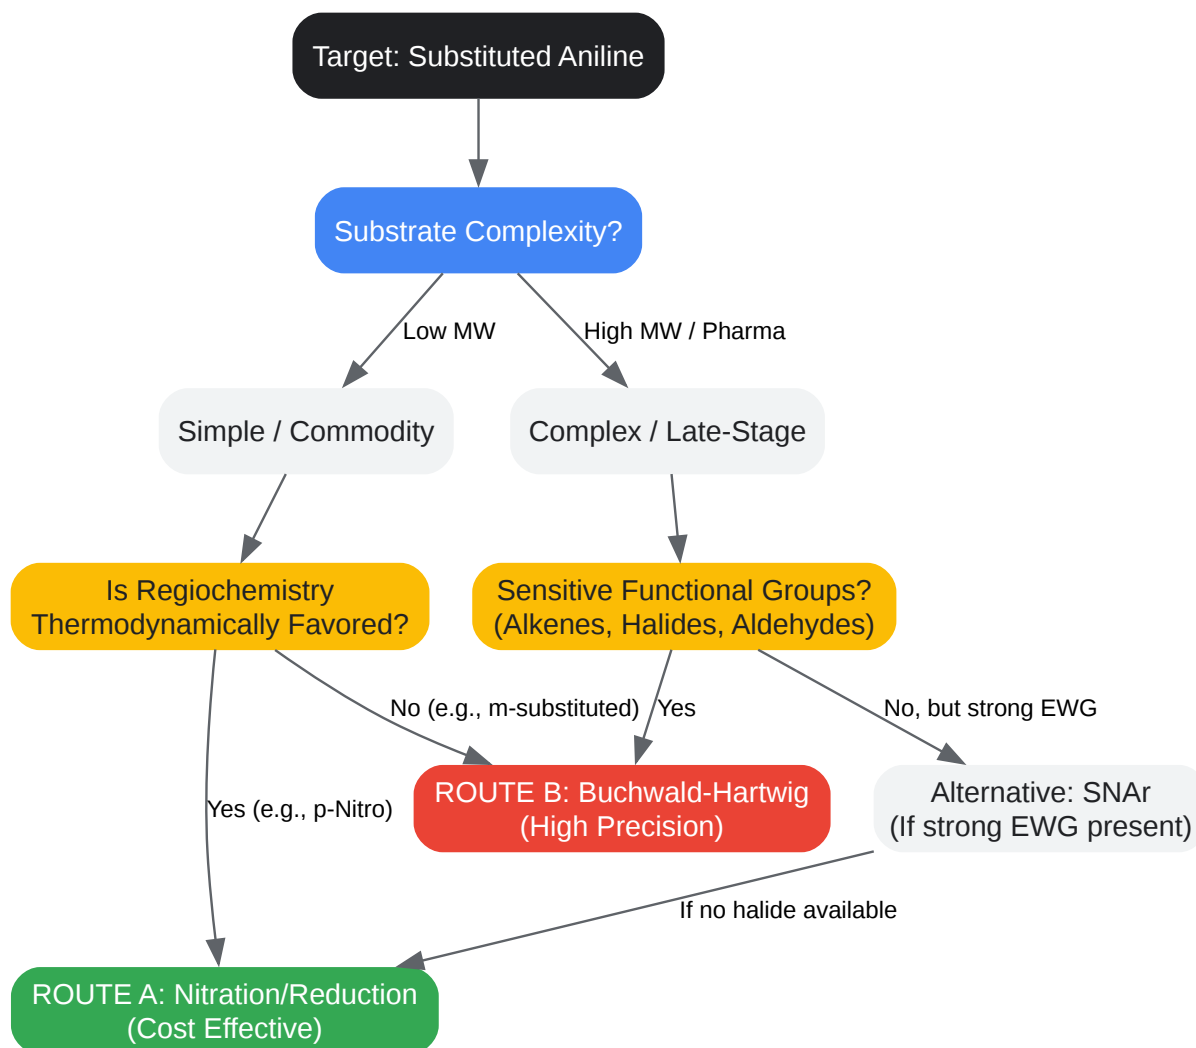 Target: Substituted Aniline
Substrate Complexity?
Low MW
High MW / Pharma
Simple / Commodity
Complex / Late-Stage
Is Regiochemistry
Thermodynamically Favored?
Sensitive Functional Groups?
(Alkenes, Halides, Aldehydes)
No (e.g., m-substituted)
Yes
No, but strong EWG
Yes (e.g., p-Nitro)
ROUTE B: Buchwald-Hartwig
(High Precision)
Alternative: SNAr
(If strong EWG present)
If no halide available
ROUTE A: Nitration/Reduction
(Cost Effective)